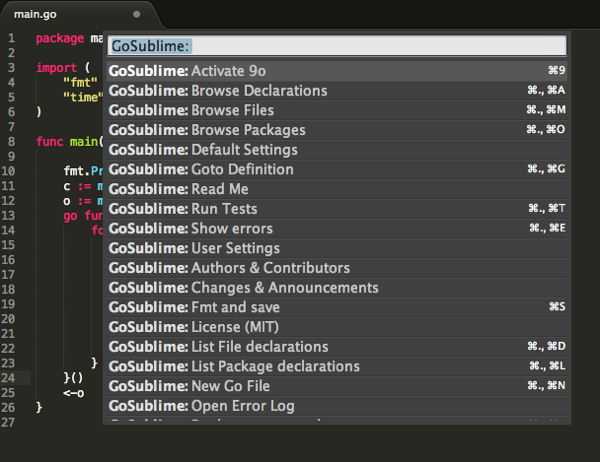 main.go
GoSublime:
1 package ma
2
3 import (
4 "fmt"
5 "time"
6 )
7
8 func main(
9
10 fmt.Pr
11 c := m
12 o := m
13 go fun
14 fo
15
16
17
18
19
20
21
22
23 }
24 }()
25 <-o
26 }
27
GoSublime: Activate 9o ⌘9
GoSublime: Browse Declarations ⌘., ⌘A
GoSublime: Browse Files ⌘., ⌘M
GoSublime: Browse Packages ⌘., ⌘O
GoSublime: Default Settings
GoSublime: Goto Definition ⌘., ⌘G
GoSublime: Read Me
GoSublime: Run Tests ⌘., ⌘T
GoSublime: Show errors ⌘., ⌘E
GoSublime: User Settings
GoSublime: Authors & Contributors
GoSublime: Changes & Announcements
GoSublime: Fmt and save ⌘S
GoSublime: License (MIT)
GoSublime: List File declarations ⌘., ⌘D
GoSublime: List Package declarations ⌘., ⌘L
GoSublime: New Go File ⌘., ⌘N
GoSublime: Open Error Log